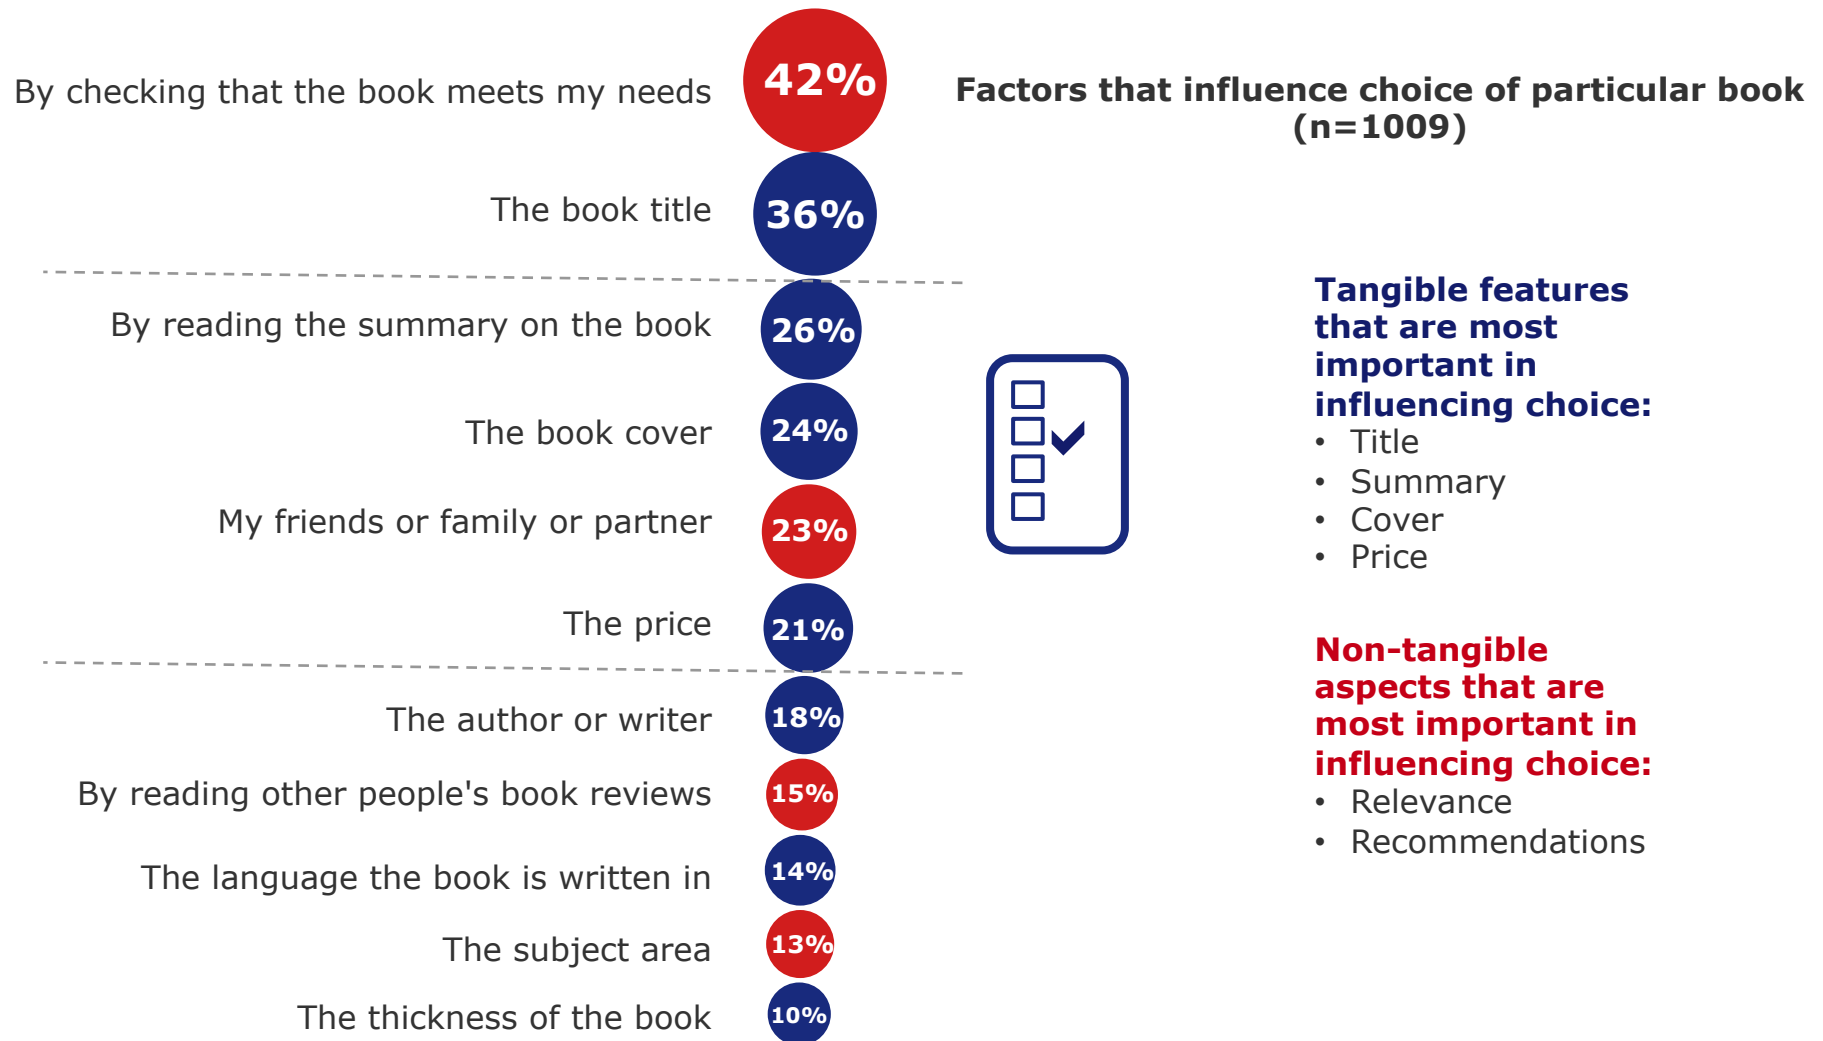 By checking that the book meets my needs
42%
Factors that influence choice of particular book
(n=1009)
The book title
36%
By reading the summary on the book
26%
The book cover
24%
My friends or family or partner
23%
The price
21%
The author or writer
18%
By reading other people's book reviews
15%
The language the book is written in
14%
The subject area
13%
The thickness of the book
10%
Tangible features
that are most
important in
influencing choice:
• Title
• Summary
• Cover
• Price
Non-tangible
aspects that are
most important in
influencing choice:
• Relevance
• Recommendations